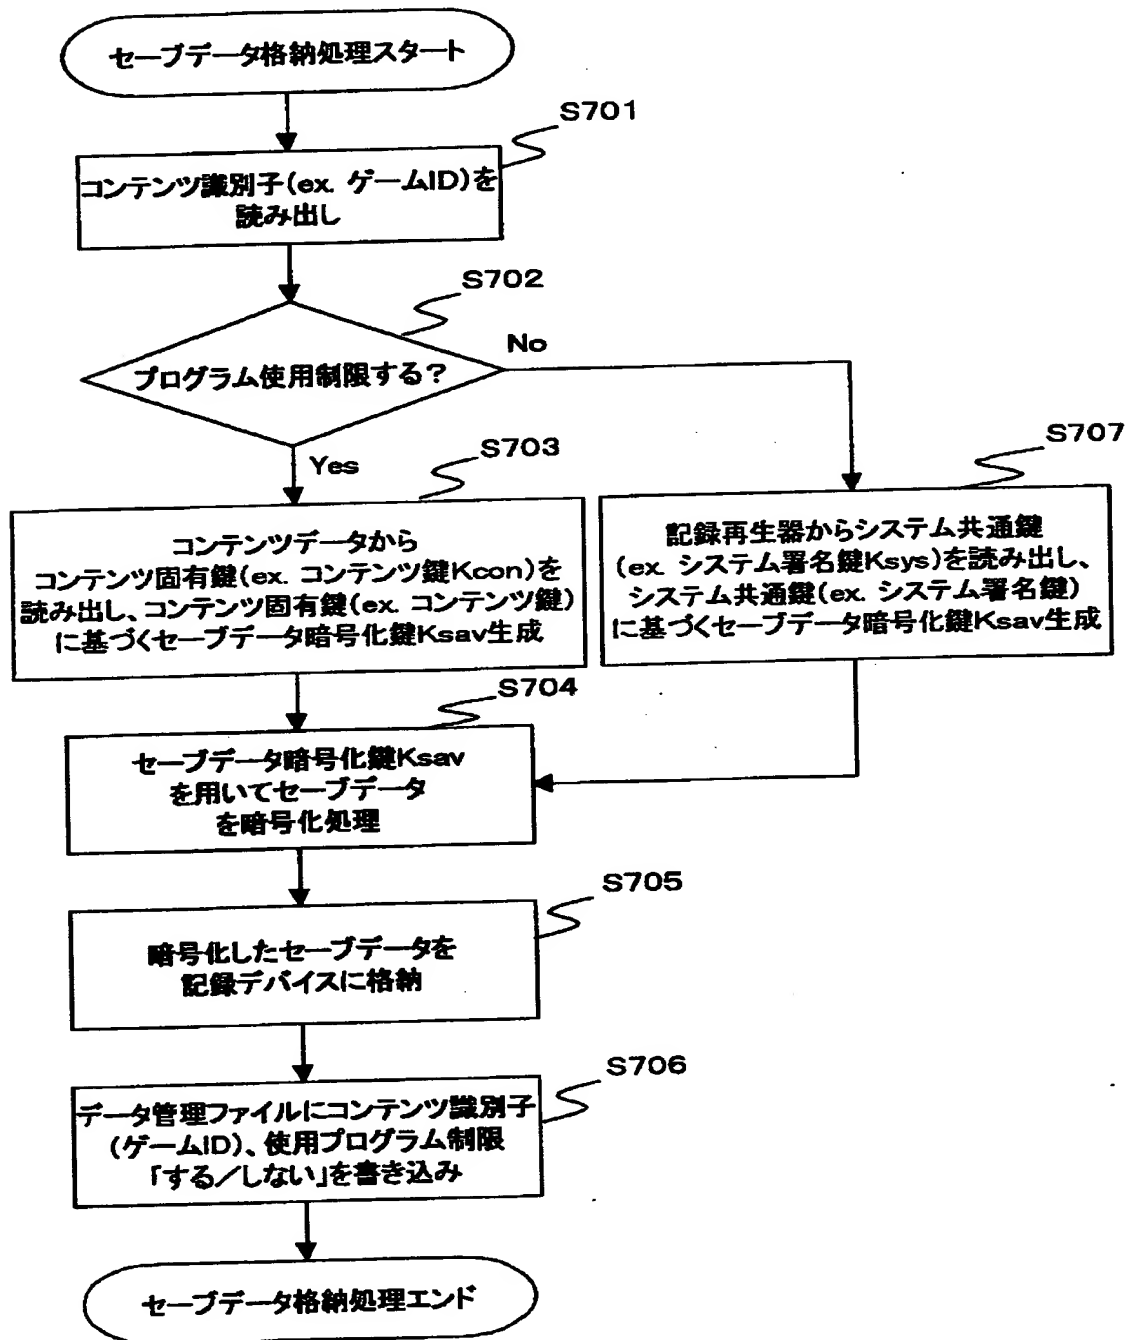 セーブデータ格納処理スタート
S701
コンテンツ識別子(ex. ゲームID)を
読み出し
S702
プログラム使用制限する?
No
Yes
S703
コンテンツデータから
コンテンツ固有鍵(ex. コンテンツ鍵Kcon)を
読み出し、コンテンツ固有鍵(ex. コンテンツ鍵)
に基づくセーブデータ暗号化鍵Ksav生成
S707
記録再生器からシステム共通鍵
(ex. システム署名鍵Ksys)を読み出し、
システム共通鍵(ex. システム署名鍵)
に基づくセーブデータ暗号化鍵Ksav生成
S704
セーブデータ暗号化鍵Ksav
を用いてセーブデータ
を暗号化処理
S705
暗号化したセーブデータを
記録デバイスに格納
S706
データ管理ファイルにコンテンツ識別子
(ゲームID)、使用プログラム制限
「する/しない」を書き込み
セーブデータ格納処理エンド